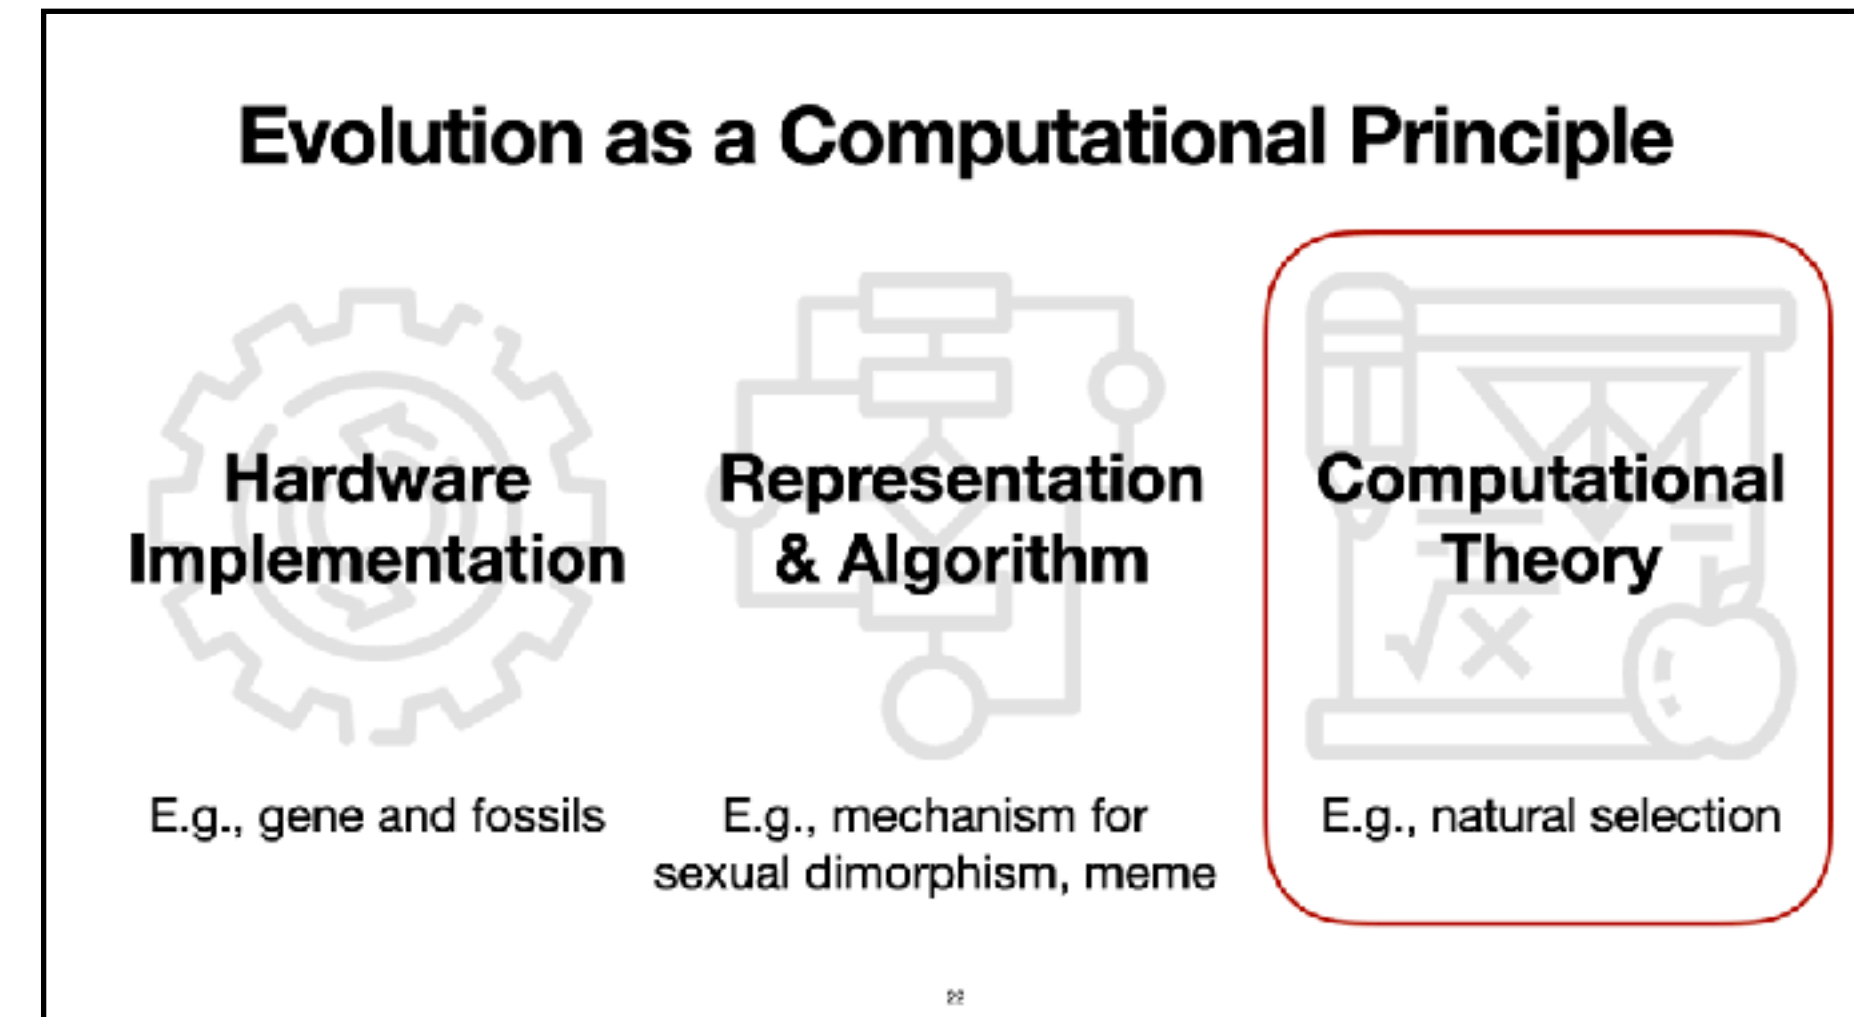 Evolution as a Computational Principle
Hardware
Implementation
E.g., gene and fossils
Representation
& Algorithm
E.g., mechanism for
sexual dimorphism, meme
Computational
Theory
E.g., natural selection
22